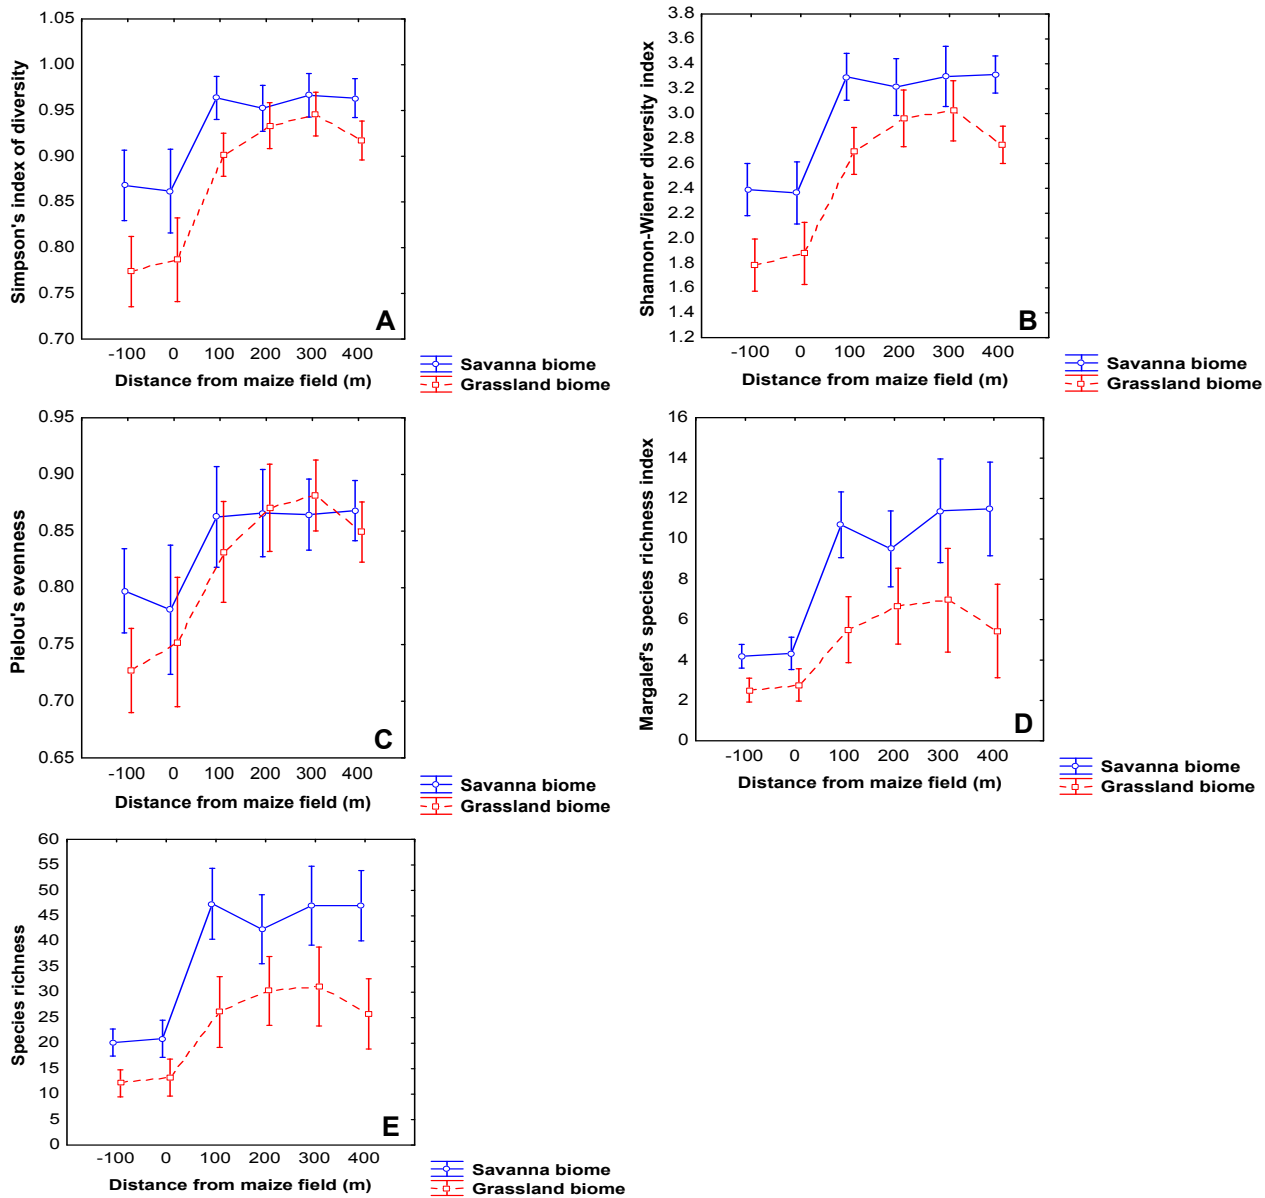 Simpson's index of diversity
1.05
1.00
0.95
0.90
0.85
0.80
0.75
0.70
A
-100 0 100 200 300 400
Distance from maize field (m)
Savanna biome
Grassland biome
Shannon-Wiener diversity index
3.8
3.6
3.4
3.2
3.0
2.8
2.6
2.4
2.2
2.0
1.8
1.6
1.4
1.2
B
-100 0 100 200 300 400
Distance from maize field (m)
Savanna biome
Grassland biome
Pielou's evenness
0.95
0.90
0.85
0.80
0.75
0.70
0.65
C
-100 0 100 200 300 400
Distance from maize field (m)
Savanna biome
Grassland biome
Margalef's species richness index
16
14
12
10
8
6
4
2
0
D
-100 0 100 200 300 400
Distance from maize field (m)
Savanna biome
Grassland biome
Species richness
60
55
50
45
40
35
30
25
20
15
10
5
0
E
-100 0 100 200 300 400
Distance from maize field (m)
Savanna biome
Grassland biome